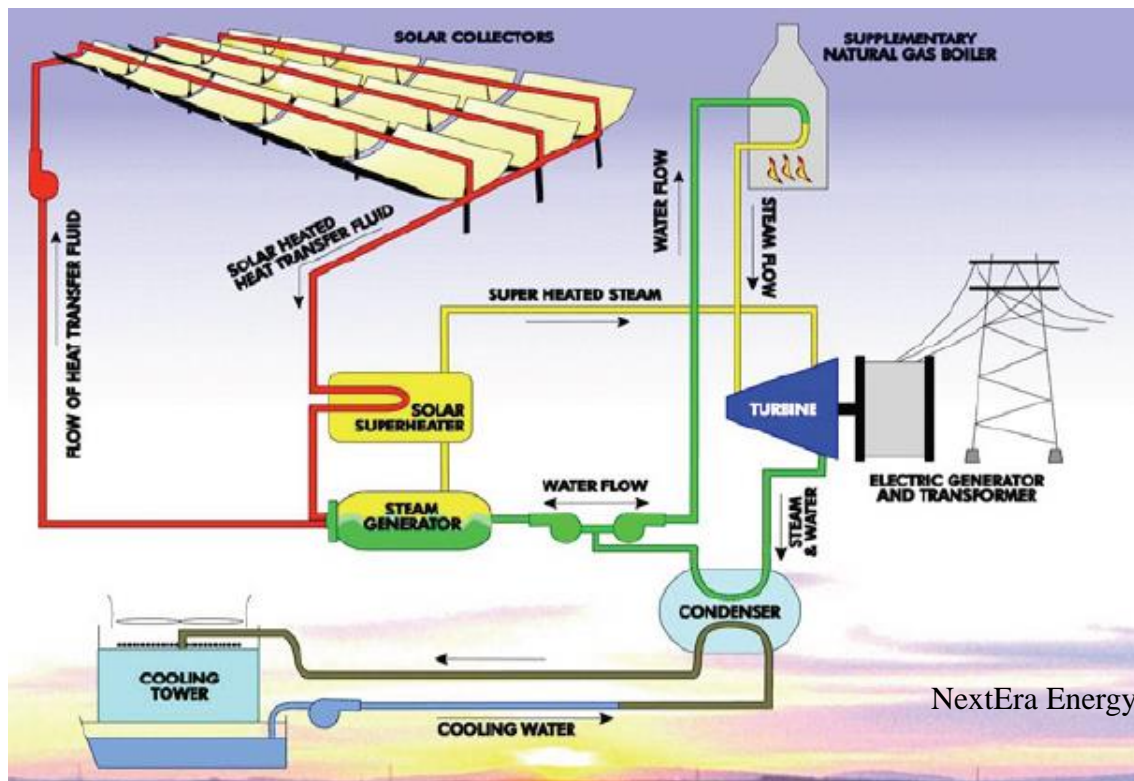 SOLAR COLLECTORS
SUPPLEMENTARY
NATURAL GAS BOILER
FLOW OF HEAT TRANSFER FLUID
SOLAR HEATED
HEAT TRANSFER FLUID
WATER FLOW
STEAM FLOW
SUPER HEATED STEAM
SOLAR
SUPERHEATER
TURBINE
ELECTRIC GENERATOR
AND TRANSFORMER
STEAM
GENERATOR
WATER FLOW
STEAM
& WATER
CONDENSER
COOLING
TOWER
COOLING WATER
NextEra Energy